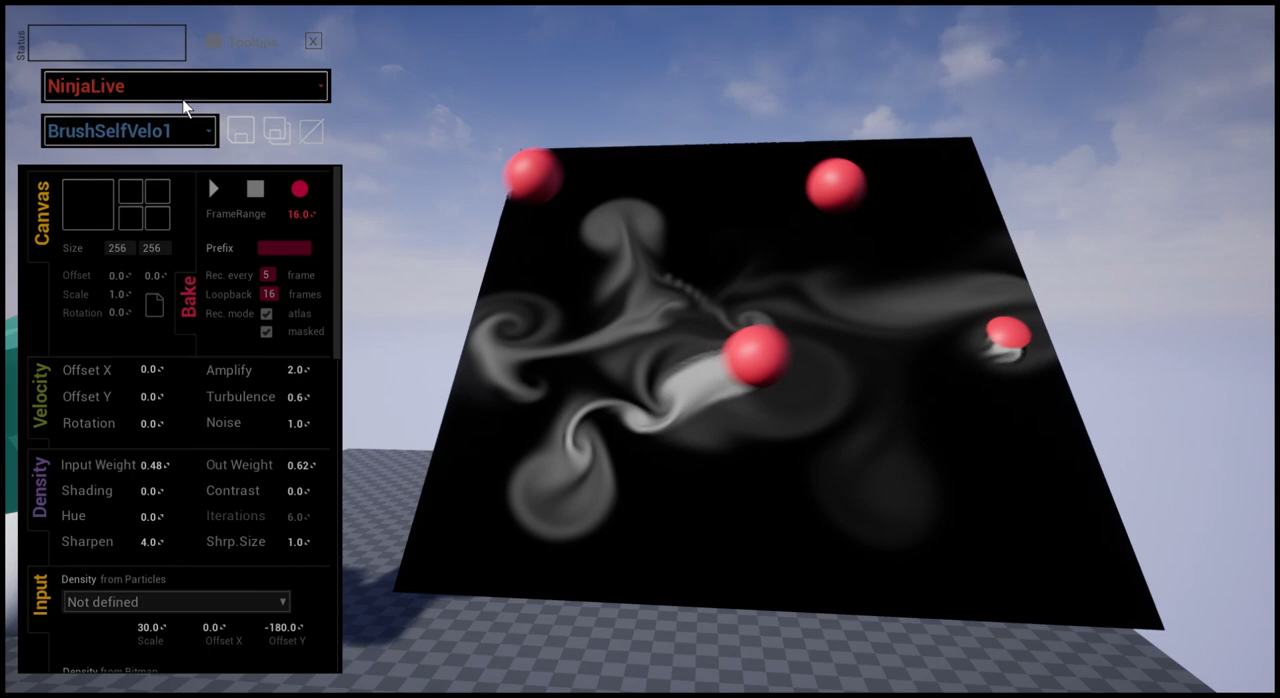 Status
Tooltips X
NinjaLive
BrushSelfVelo1
Canvas
FrameRange 16.0
Size 256 256 Prefix
Offset 0.0 0.0
Scale 1.0
Rotation 0.0
Bake
Rec. every 5 frame
Loopback 16 frames
Rec. mode atlas
masked
Velocity
Offset X 0.0 Amplify 2.0
Offset Y 0.0 Turbulence 0.6
Rotation 0.0 Noise 1.0
Density
Input Weight 0.48 Out Weight 0.62
Shading 0.0 Contrast 0.0
Hue 0.0 Iterations 6.0
Sharpen 4.0 Shrp.Size 1.0
Input
Density from Particles
Not defined
30.0 0.0 -180.0
Scale Offset X Offset Y
Density from Bitmap